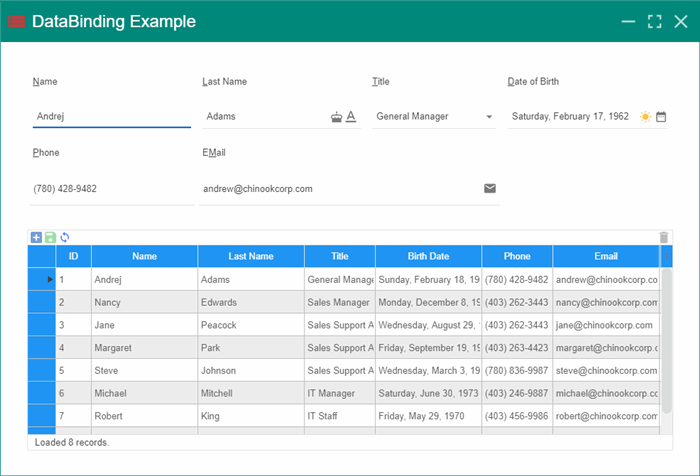 DataBinding Example
Name Last Name Title Date of Birth
Andrej Adams General Manager Saturday, February 17, 1962
Phone EMail
(780) 428-9482 andrew@chinookcorp.com
ID Name Last Name Title Birth Date Phone Email
1 Andrej Adams General Manage Sunday, February 18, 19 (780) 428-9482 andrew@chinookcorp.co
2 Nancy Edwards Sales Manager Monday, December 8, 19 (403) 262-3443 nancy@chinookcorp.com
3 Jane Peacock Sales Support A Wednesday, August 29, (403) 262-3443 jane@chinookcorp.com
4 Margaret Park Sales Support A Friday, September 19, 19 (403) 263-4423 margaret@chinookcorp.c
5 Steve Johnson Sales Support A Wednesday, March 3, 19 (780) 836-9987 steve@chinookcorp.com
6 Michael Mitchell IT Manager Saturday, June 30, 1973 (403) 246-9887 michael@chinookcorp.co
7 Robert King IT Staff Friday, May 29, 1970 (403) 456-9986 robert@chinookcorp.com
Loaded 8 records.